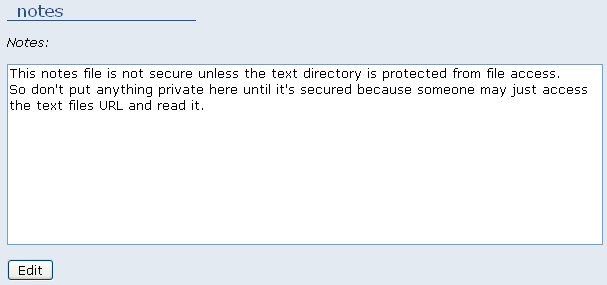 notes
Notes:
This notes file is not secure unless the text directory is protected from file access.
So don't put anything private here until it's secured because someone may just access
the text files URL and read it.
Edit